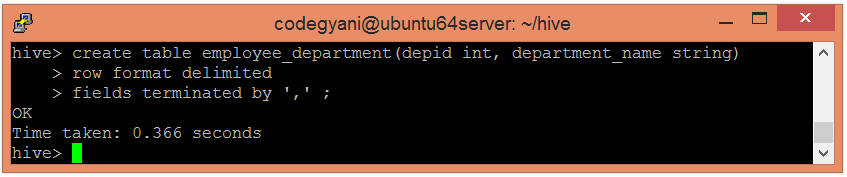 codegyani@ubuntu64server: ~/hive
hive> create table employee_department(depid int, department_name string)
    > row format delimited
    > fields terminated by ',' ;
OK
Time taken: 0.366 seconds
hive>